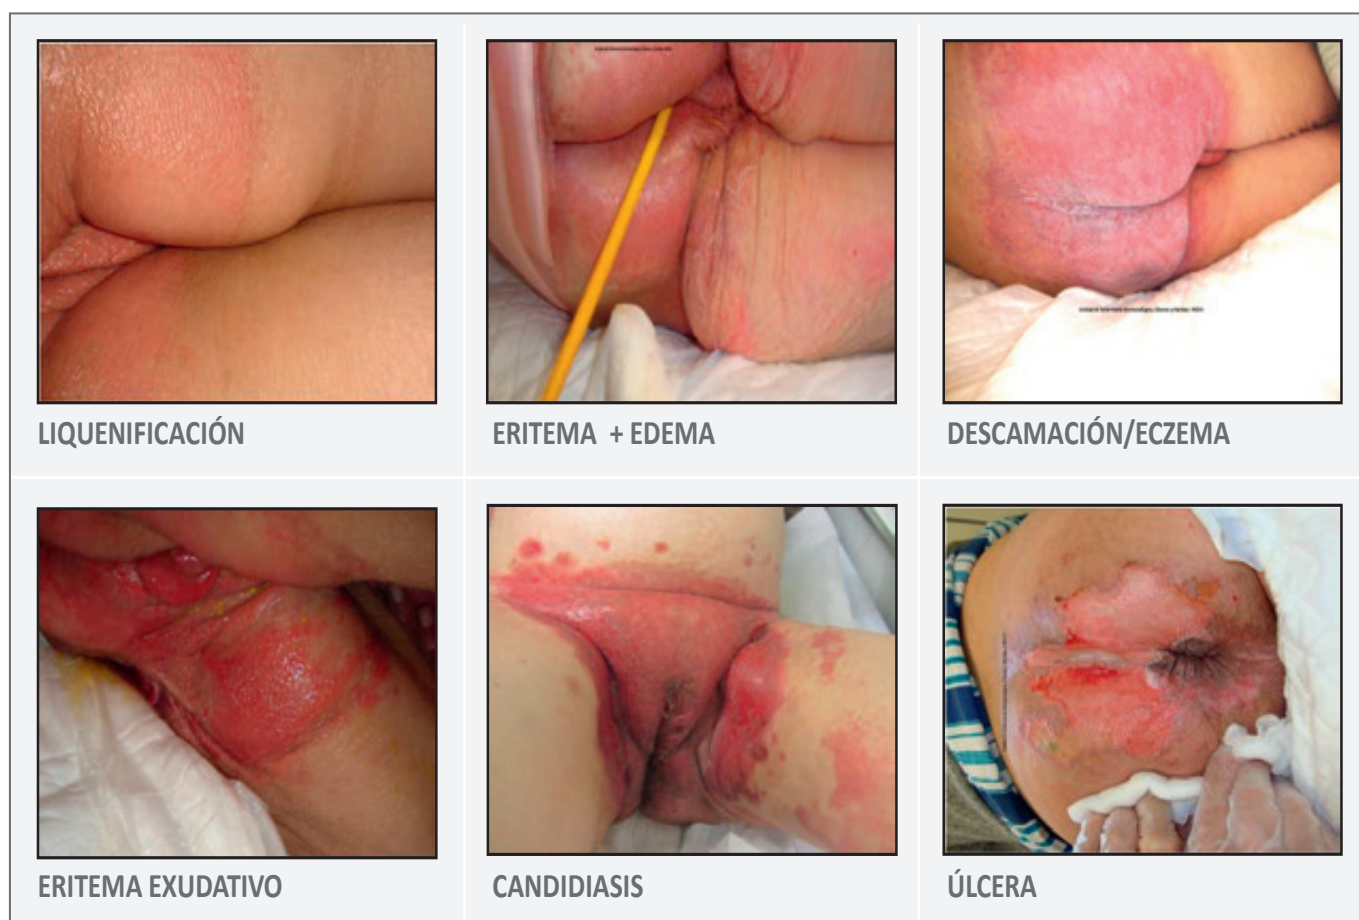 LIQUENIFICACIÓN
ERITEMA + EDEMA
DESCAMACIÓN/ECZEMA
ERITEMA EXUDATIVO
CANDIDIASIS
ÚLCERA